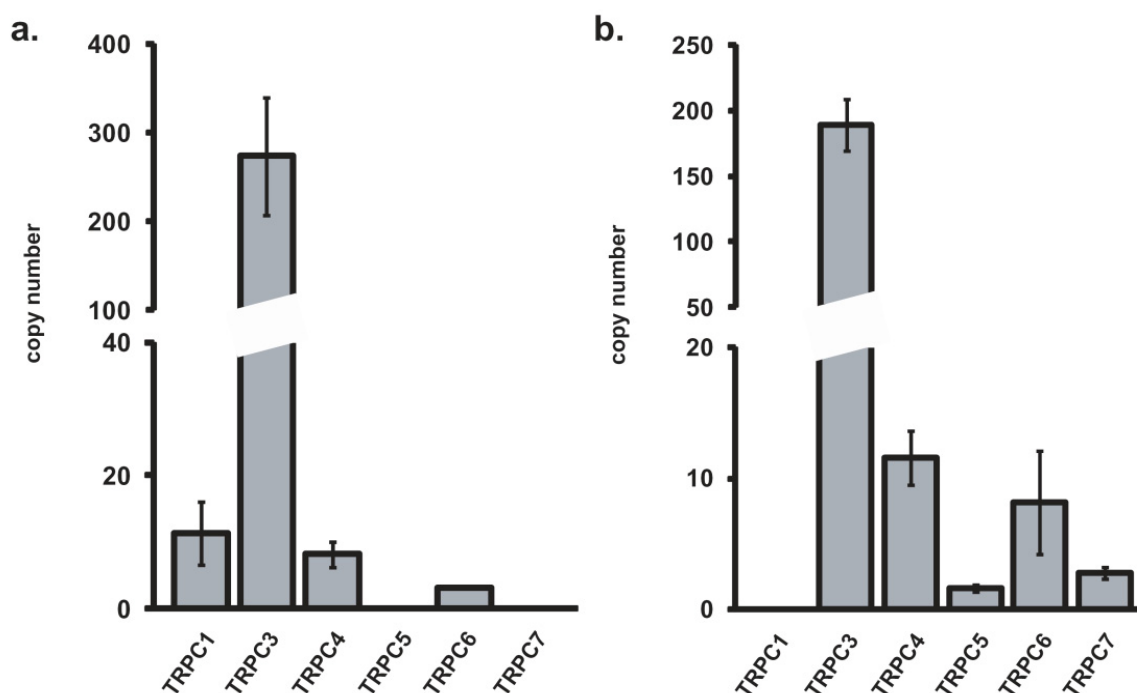 a.
copy number
400
300
200
100
40
20
0
TRPC1
TRPC3
TRPC4
TRPC5
TRPC6
TRPC7
b.
copy number
250
200
150
100
50
20
10
0
TRPC1
TRPC3
TRPC4
TRPC5
TRPC6
TRPC7